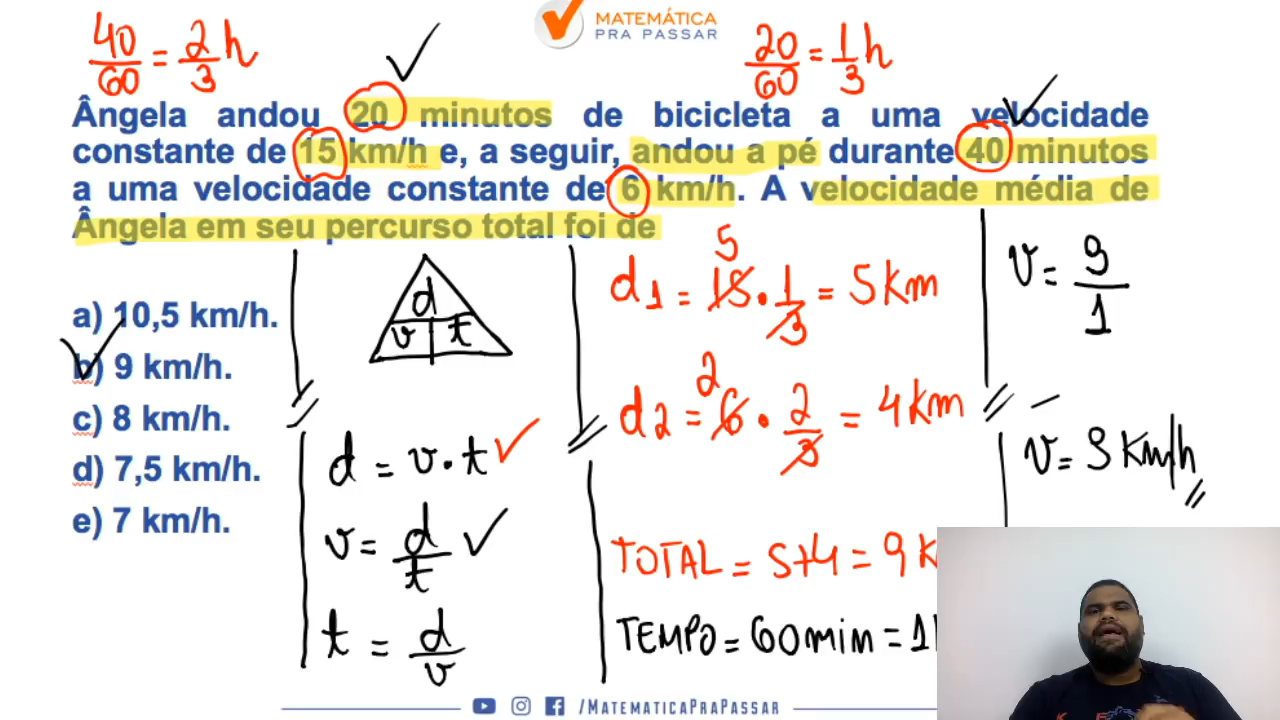 MATEMÁTICA
PRA PASSAR
40/60 = 2/3 h
20/60 = 1/3 h
Ângela andou 20 minutos de bicicleta a uma velocidade
constante de 15 km/h e, a seguir, andou a pé durante 40 minutos
a uma velocidade constante de 6 km/h. A velocidade média de
Ângela em seu percurso total foi de
a) 10,5 km/h.
b) 9 km/h.
c) 8 km/h.
d) 7,5 km/h.
e) 7 km/h.
d
v t
d = v · t
v = d/t
t = d/v
5
d1 = 15 · 1/3 = 5 Km
2
d2 = 6 · 2/3 = 4 Km
TOTAL = 5+4 = 9 K
TEMPO = 60 min = 1
v = 9/1
v = 9 Km/h
/MATEMATICAPRAPASSAR